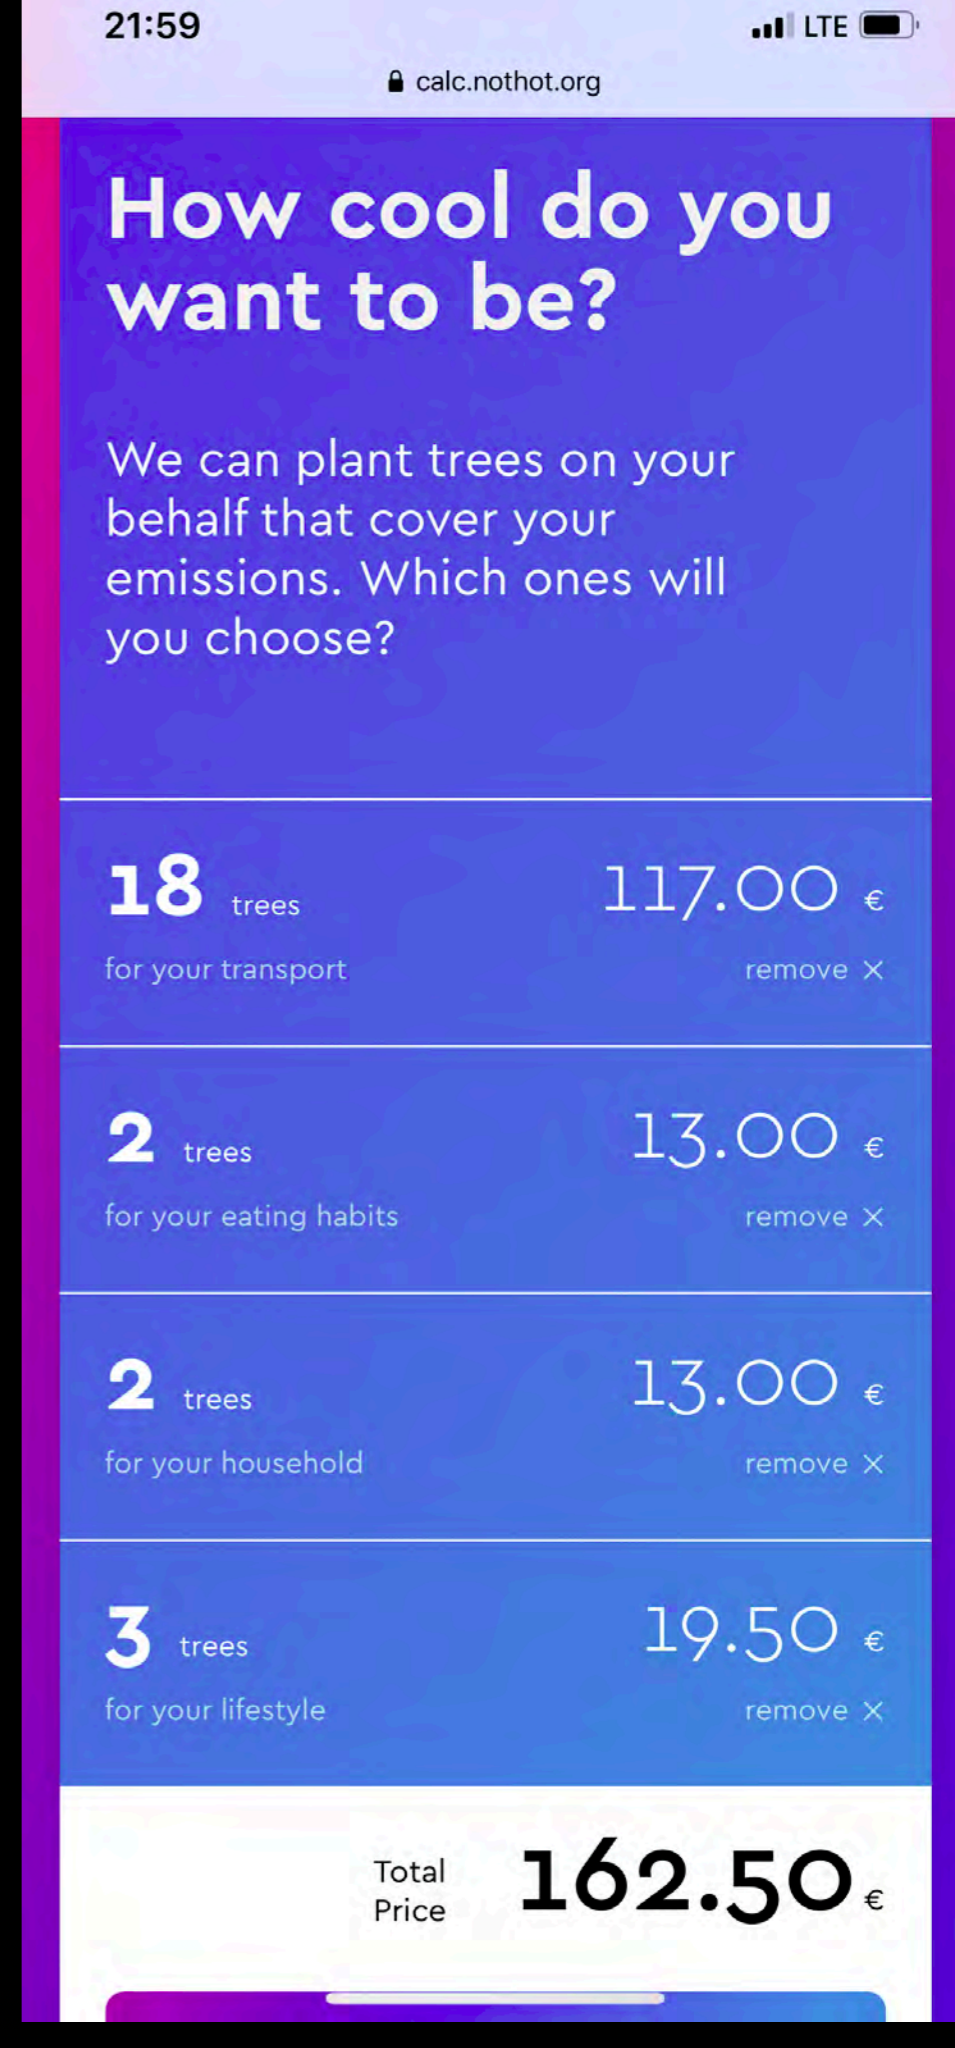 21:59 LTE
calc.nothot.org
How cool do you
want to be?
We can plant trees on your
behalf that cover your
emissions. Which ones will
you choose?
18 trees 117.00 €
for your transport remove ×
2 trees 13.00 €
for your eating habits remove ×
2 trees 13.00 €
for your household remove ×
3 trees 19.50 €
for your lifestyle remove ×
Total
Price 162.50 €